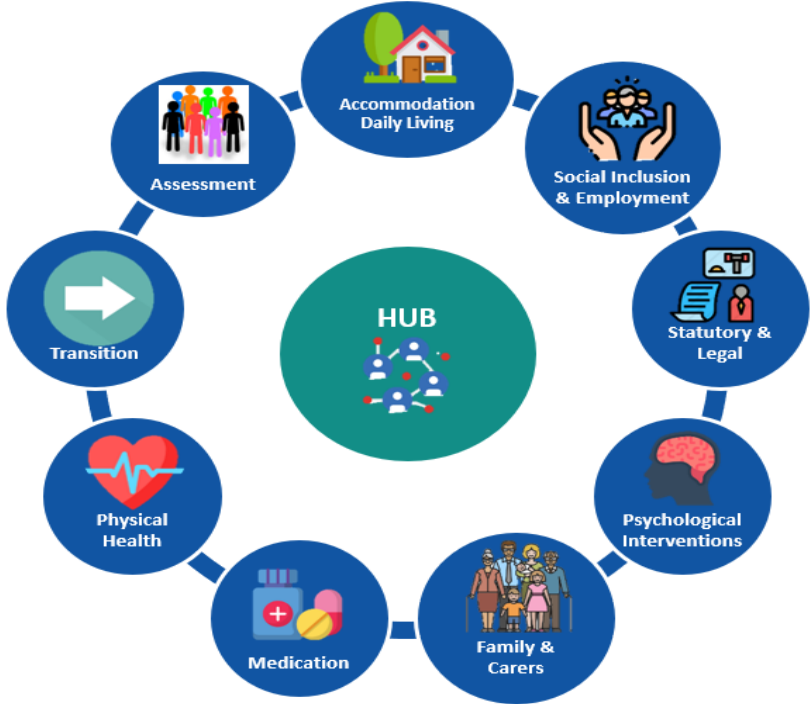 Accommodation
Daily Living
Social Inclusion
& Employment
Statutory &
Legal
Psychological
Interventions
Family &
Carers
Medication
Physical
Health
Transition
Assessment
HUB